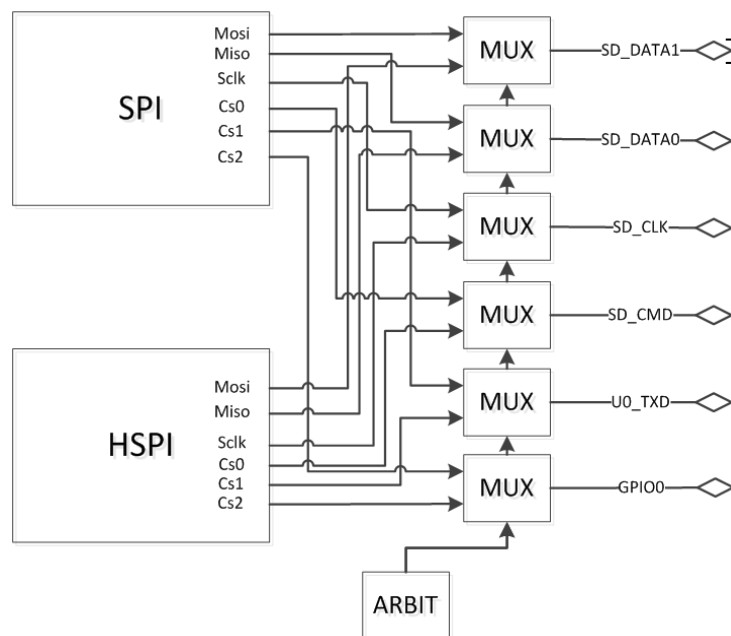 Mosi
Miso
Sclk
SPI
Cs0
Cs1
Cs2
MUX
SD_DATA1
MUX
SD_DATA0
MUX
SD_CLK
MUX
SD_CMD
Mosi
MUX
U0_TXD
Miso
HSPI
Sclk
Cs0
Cs1
Cs2
MUX
GPIO0
ARBIT